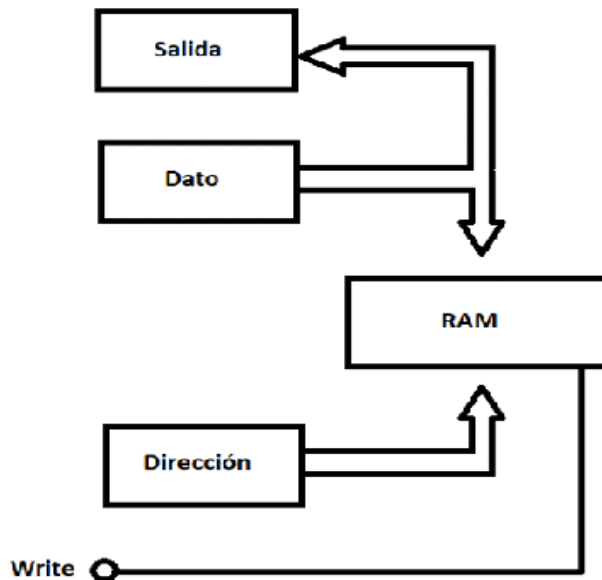 Salida
Dato
RAM
Dirección
Write